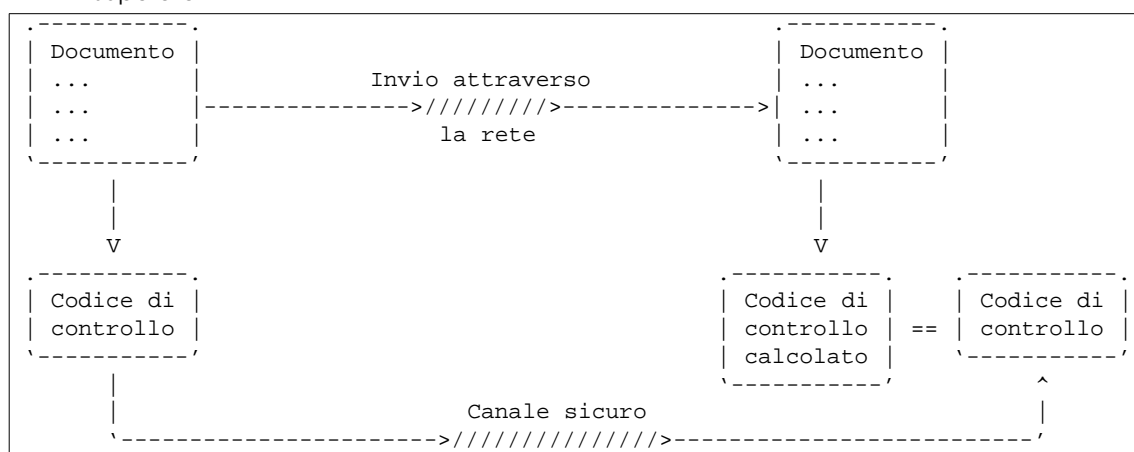 Documento
...
...
...
Invio attraverso
la rete
Documento
...
...
...
Codice di
controllo
Codice di
controllo
calcolato
==
Codice di
controllo
Canale sicuro